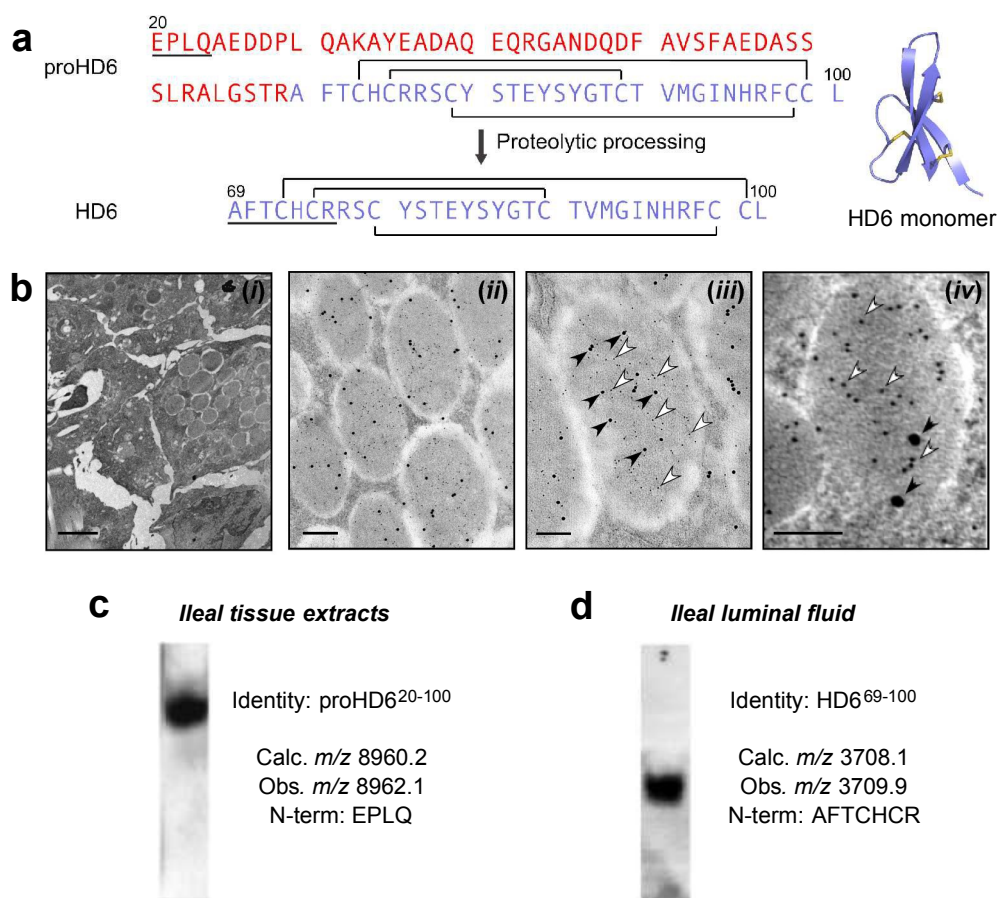 a
20
EPLQAEDDPL QAKAYEADAQ EQRGANDQDF AVSFAEDASS
proHD6
100
SLRALGSTRA FTCHCRRSCY STEYSYGTCT VMGINHRFCC L
Proteolytic processing
69
100
HD6
AFTCHCRRSC YSTEYSYGTC TVMGINHRFC CL
HD6 monomer
b
(i)
(ii)
(iii)
(iv)
c
Ileal tissue extracts
Identity: proHD620-100
Calc. m/z 8960.2
Obs. m/z 8962.1
N-term: EPLQ
d
Ileal luminal fluid
Identity: HD669-100
Calc. m/z 3708.1
Obs. m/z 3709.9
N-term: AFTCHCR